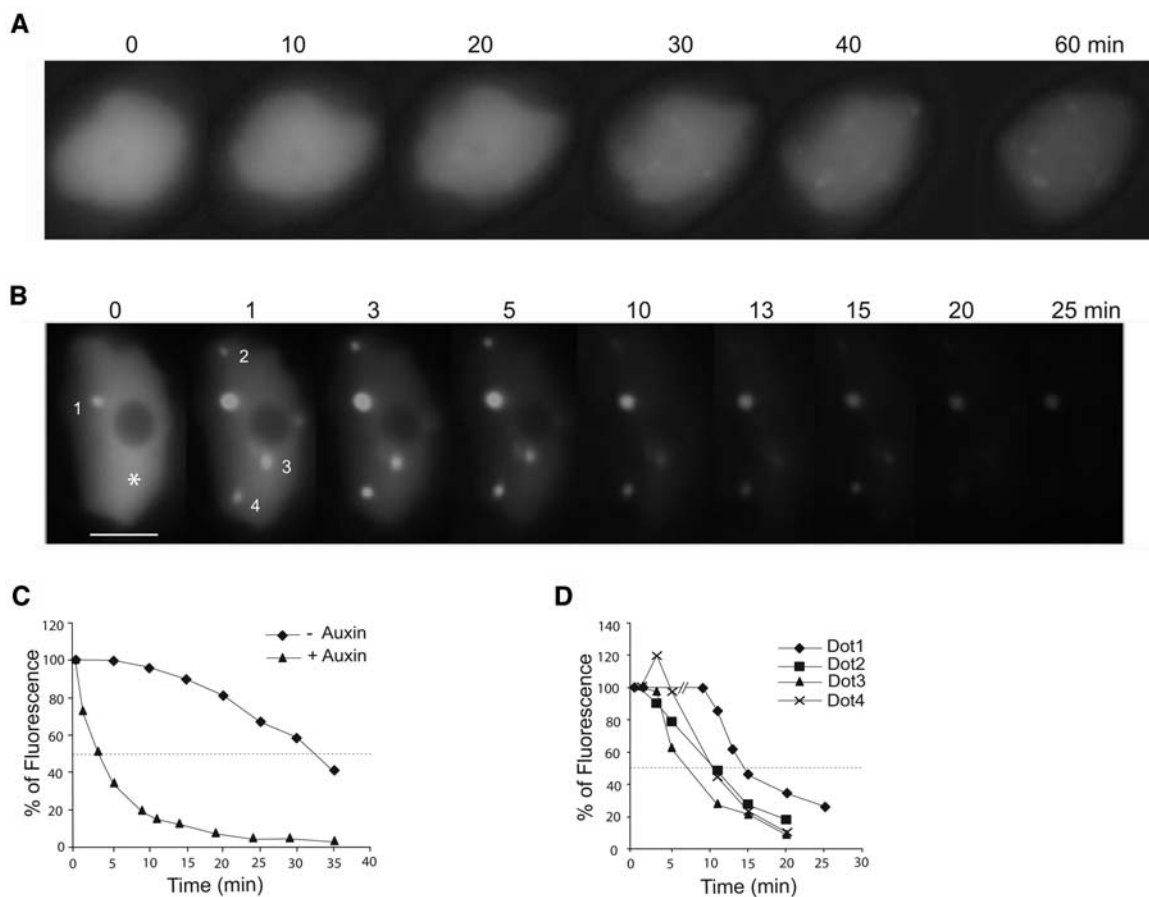 A
0 10 20 30 40 60 min
B
0 1 3 5 10 13 15 20 25 min
1
2
3
4
*
C
120
100
80
60
40
20
0
% of Fluorescence
0 5 10 15 20 25 30 35 40
Time (min)
- Auxin
+ Auxin
D
140
120
100
80
60
40
20
0
% of Fluorescence
0 5 10 15 20 25 30
Time (min)
Dot1
Dot2
Dot3
Dot4